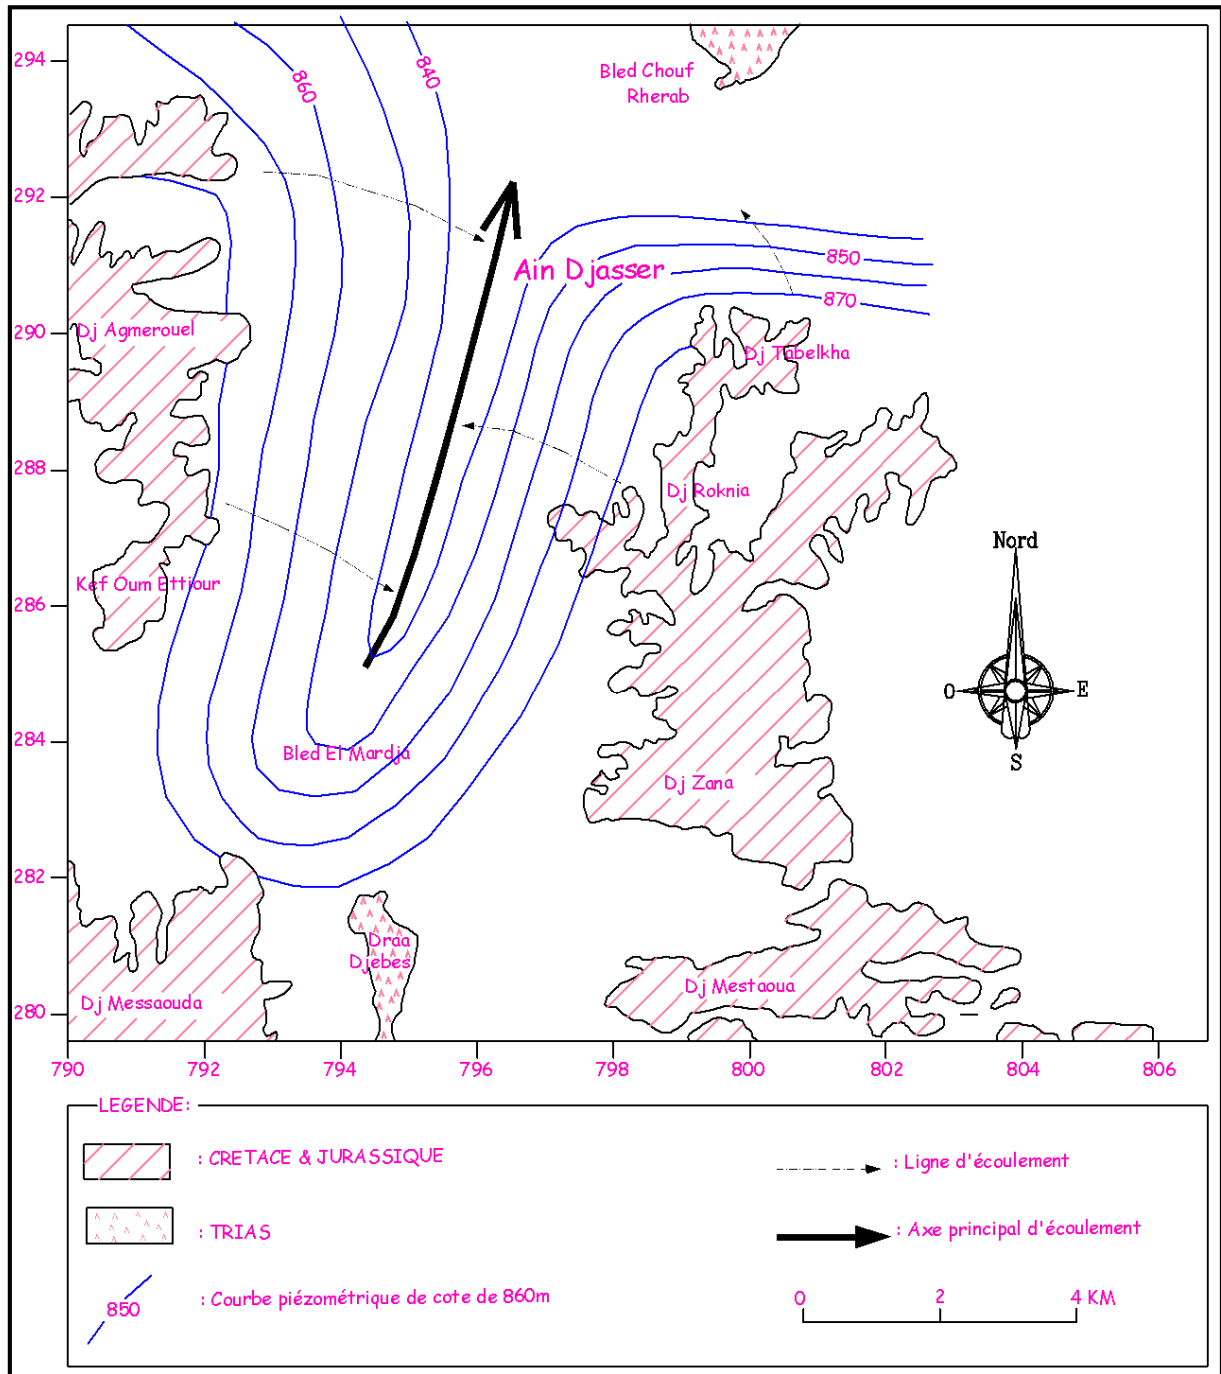 294
292
290
288
286
284
282
280
790
792
794
796
798
800
802
804
806
860
840
850
870
Bled Chouf
Rherab
Ain Djasser
Dj Agmerouel
Dj Tabelkha
Dj Roknia
Kef Oum Ettiour
Nord
O
E
S
Bled El Mardja
Dj Zana
Draa
Djebes
Dj Messaouda
Dj Mestaoua
LEGENDE:
: CRETACE & JURASSIQUE
: TRIAS
850
: Courbe piézométrique de cote de 860m
: Ligne d'écoulement
: Axe principal d'écoulement
0 2 4 KM